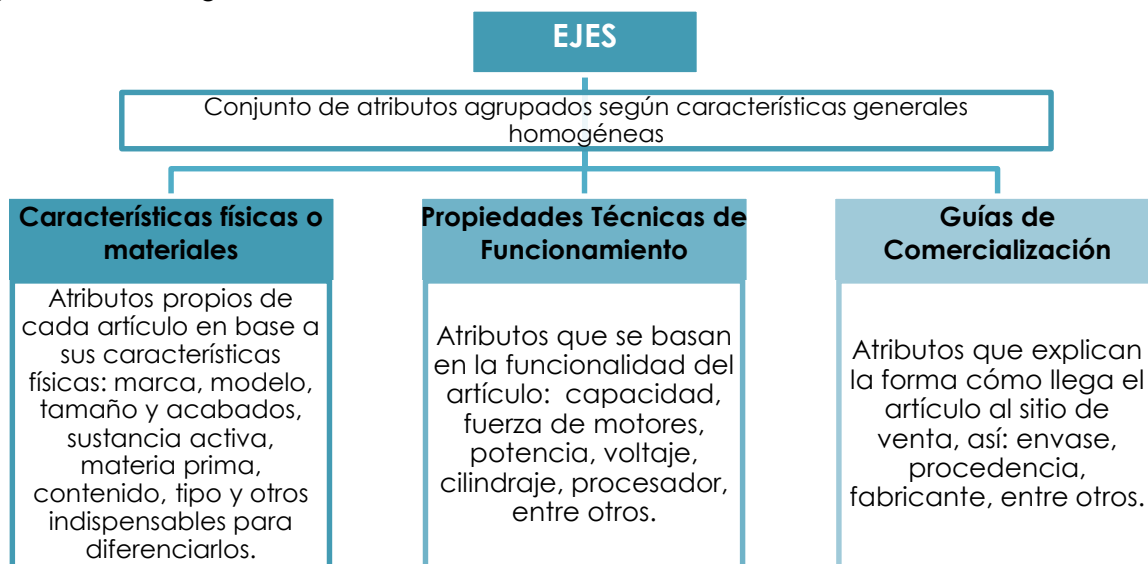 EJES
Conjunto de atributos agrupados según características generales
homogéneas
Características físicas o
materiales
Atributos propios de
cada artículo en base a
sus características
físicas: marca, modelo,
tamaño y acabados,
sustancia activa,
materia prima,
contenido, tipo y otros
indispensables para
diferenciarlos.
Propiedades Técnicas de
Funcionamiento
Atributos que se basan
en la funcionalidad del
artículo: capacidad,
fuerza de motores,
potencia, voltaje,
cilindraje, procesador,
entre otros.
Guías de
Comercialización
Atributos que explican
la forma cómo llega el
artículo al sitio de
venta, así: envase,
procedencia,
fabricante, entre otros.